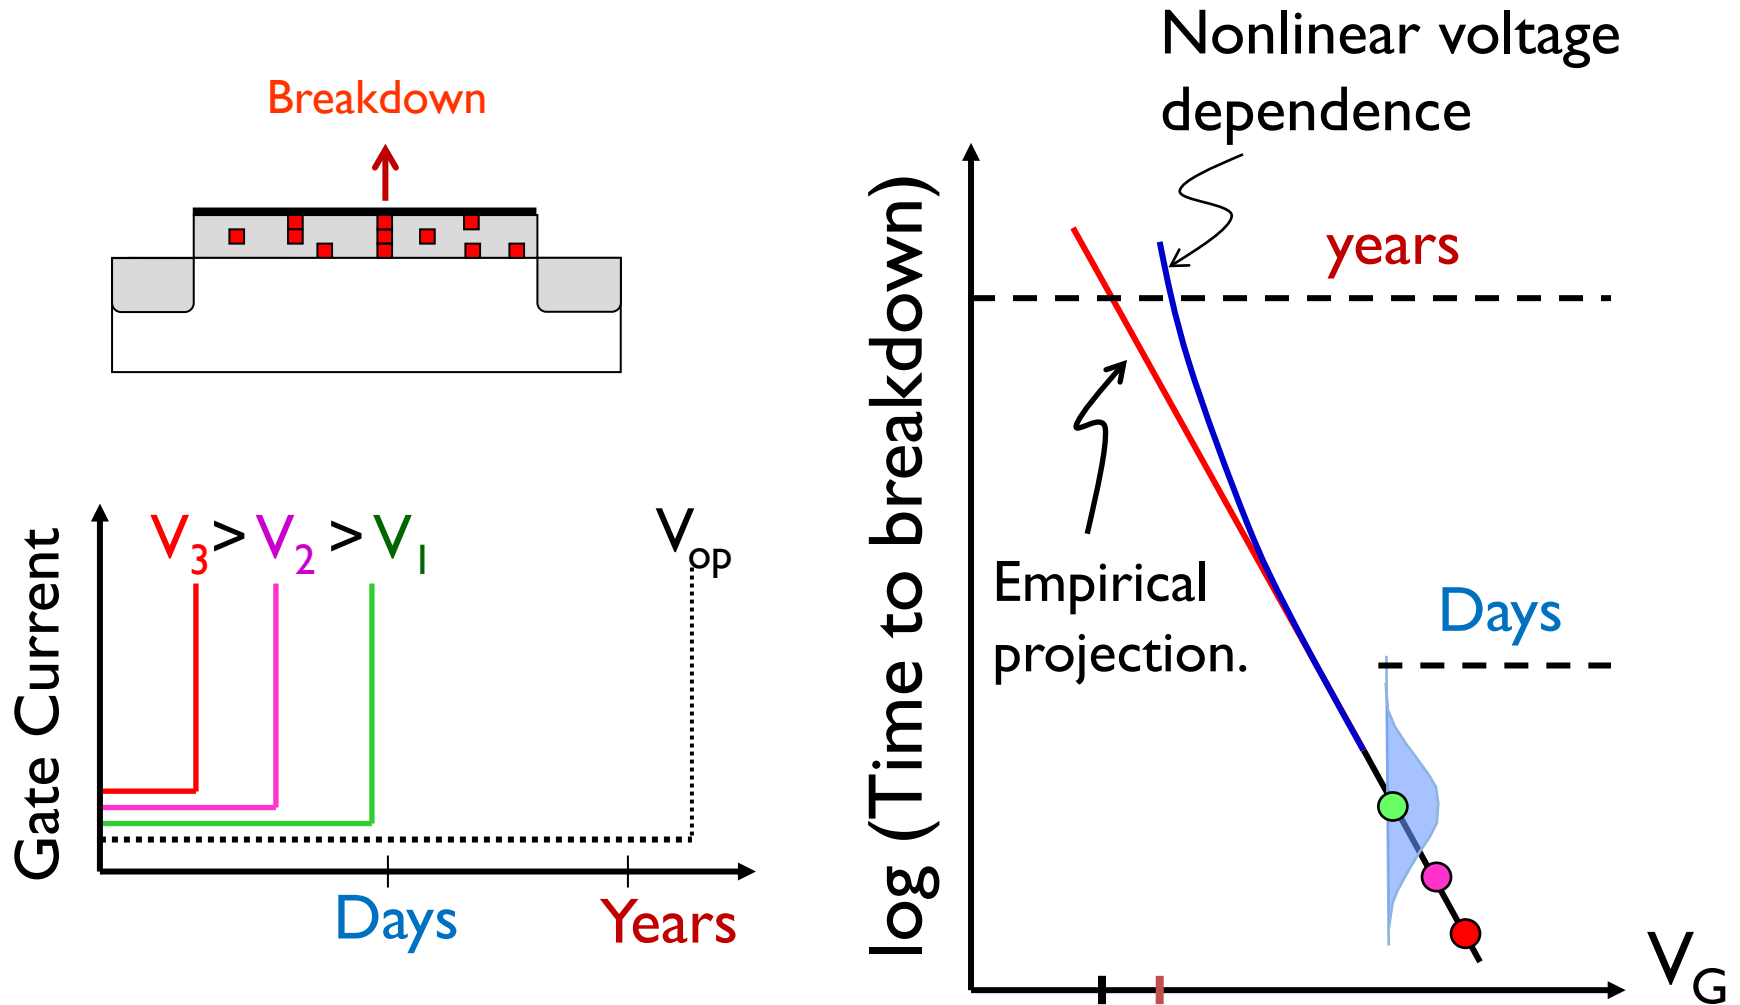 Breakdown
V3 > V2 > V1
Vop
Gate Current
Days
Years
Nonlinear voltage
dependence
years
log (Time to breakdown)
Empirical
projection.
Days
VG